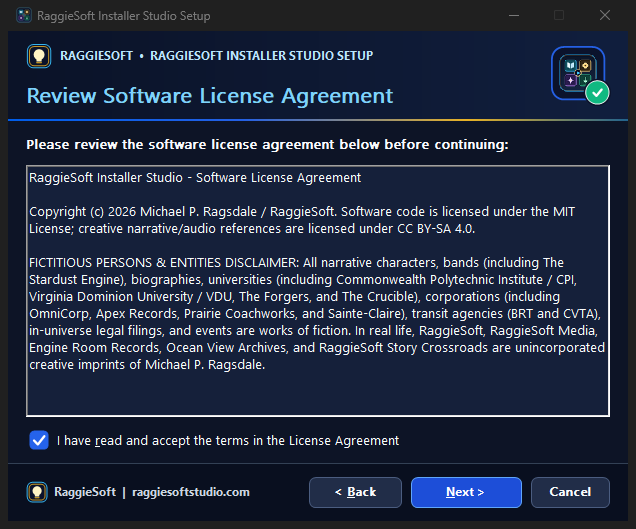 RaggieSoft Installer Studio Setup
RAGGIESOFT • RAGGIESOFT INSTALLER STUDIO SETUP
Review Software License Agreement
Please review the software license agreement below before continuing:
RaggieSoft Installer Studio - Software License Agreement
Copyright (c) 2026 Michael P. Ragsdale / RaggieSoft. Software code is licensed under the MIT
License; creative narrative/audio references are licensed under CC BY-SA 4.0.
FICTITIOUS PERSONS & ENTITIES DISCLAIMER: All narrative characters, bands (including The
Stardust Engine), biographies, universities (including Commonwealth Polytechnic Institute / CPI,
Virginia Dominion University / VDU, The Forgers, and The Crucible), corporations (including
OmniCorp, Apex Records, Prairie Coachworks, and Sainte-Claire), transit agencies (BRT and CVTA),
in-universe legal filings, and events are works of fiction. In real life, RaggieSoft, RaggieSoft Media,
Engine Room Records, Ocean View Archives, and RaggieSoft Story Crossroads are unincorporated
creative imprints of Michael P. Ragsdale.
I have read and accept the terms in the License Agreement
RaggieSoft | raggiesoftstudio.com
< Back
Next >
Cancel